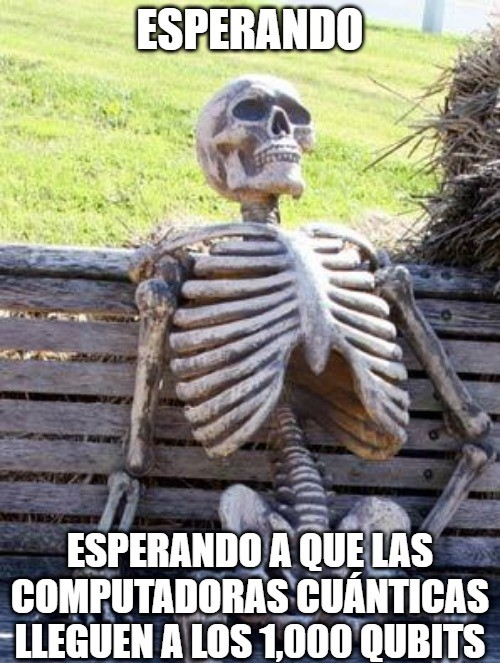 ESPERANDO
ESPERANDO A QUE LAS
COMPUTADORAS CUÁNTICAS
LLEGUEN A LOS 1,000 QUBITS